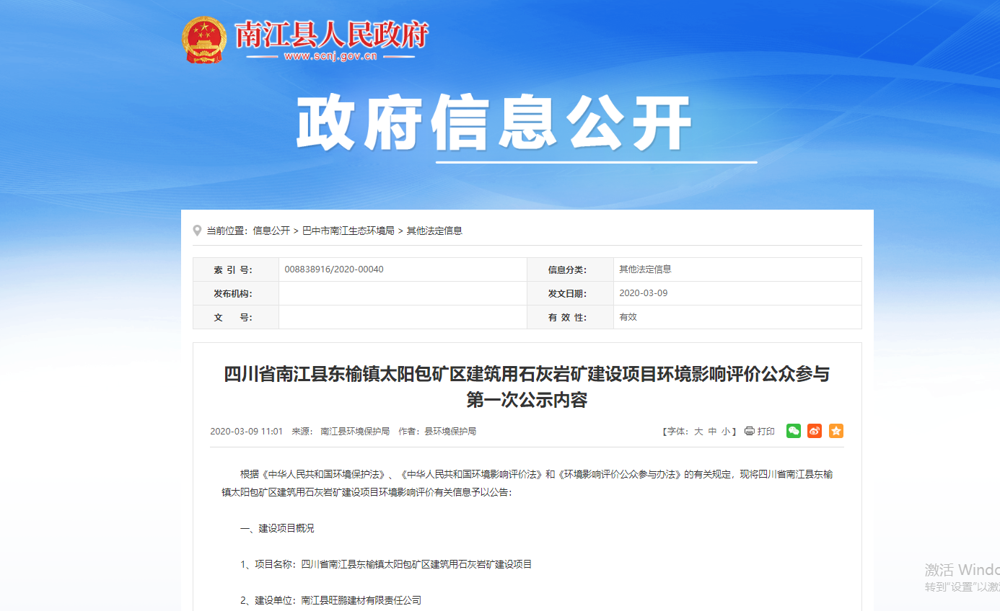 南江县人民政府
www.scnj.gov.cn
政府信息公开
当前位置：信息公开 > 巴中市南江生态环境局 > 其他法定信息
索 引 号： 008838916/2020-00040 信息分类： 其他法定信息
发布机构： 发文日期： 2020-03-09
文 号： 有 效 性： 有效
四川省南江县东榆镇太阳包矿区建筑用石灰岩矿建设项目环境影响评价公众参与
第一次公示内容
2020-03-09 11:01 来源： 南江县环境保护局 作者：县环境保护局 【字体： 大 中 小 】 打印
根据《中华人民共和国环境保护法》、《中华人民共和国环境影响评价法》和《环境影响评价公众参与办法》的有关规定，现将四川省南江县东榆
镇太阳包矿区建筑用石灰岩矿建设项目环境影响评价有关信息予以公告：
一、建设项目概况
1、项目名称：四川省南江县东榆镇太阳包矿区建筑用石灰岩矿建设项目
激活 Windo
转到"设置"以激
2、建设单位：南江县旺鹏建材有限责任公司